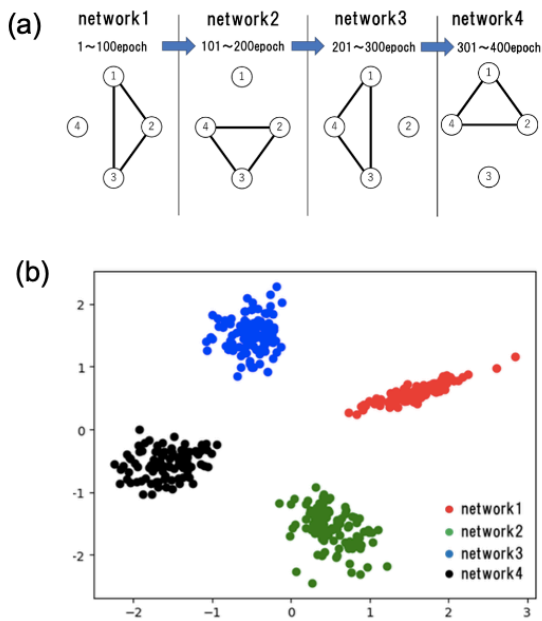 (a)
network1
network2
network3
network4
1～100epoch
101～200epoch
201～300epoch
301～400epoch
1
2
3
4
1
2
3
4
1
2
3
4
1
2
3
4
(b)
2
1
0
-1
-2
−2
−1
0
1
2
3
network1
network2
network3
network4